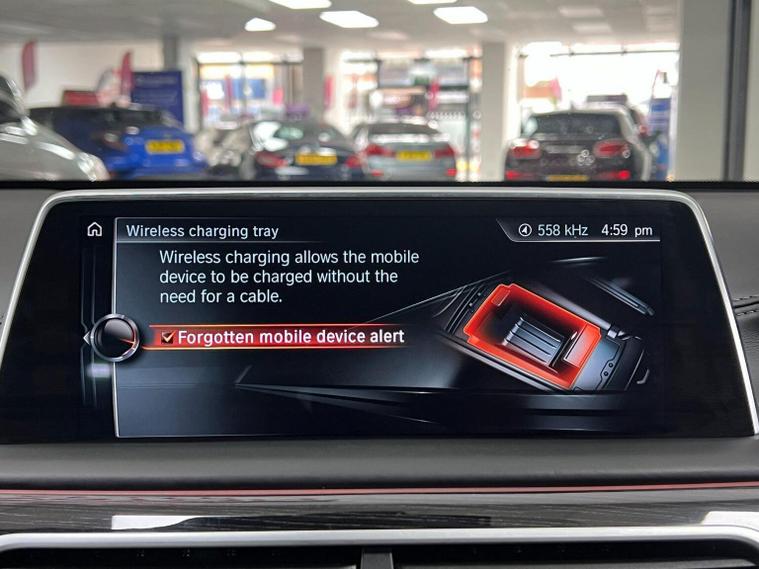 Wireless charging tray
558 kHz 4:59 pm
Wireless charging allows the mobile
device to be charged without the
need for a cable.
Forgotten mobile device alert